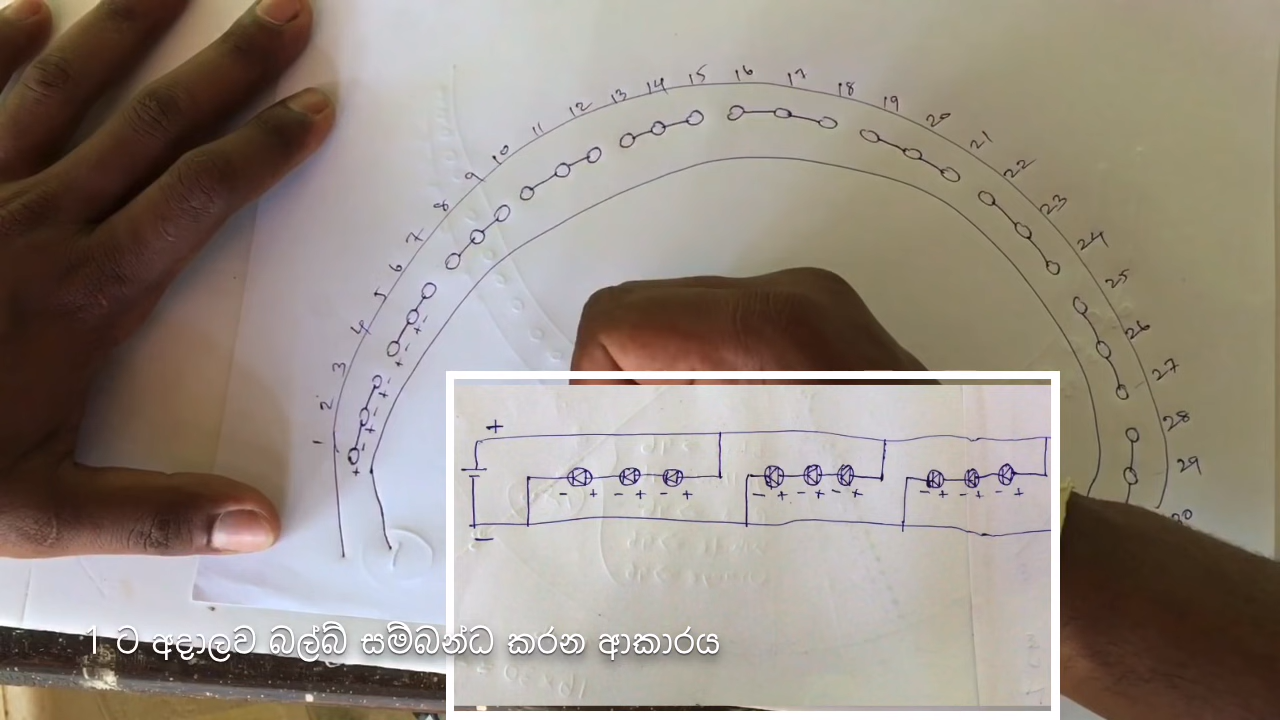 1 2 3 4 5 6 7 8 9 10 11 12 13 14 15 16 17 18 19 20 21 22 23 24 25 26 27 28 29 30
+ - + - + -
+ - + -
+
- + - + - + - + - + - + - + - + - +
-
1
1 ට අදාලව බල්බ් සම්බන්ධ කරන ආකාරය